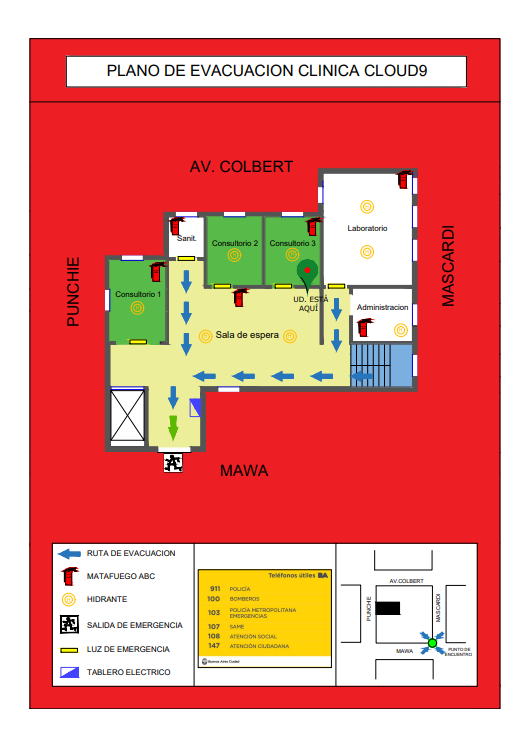 PLANO DE EVACUACION CLINICA CLOUD9
AV. COLBERT
PUNCHIE
MASCARDI
Sanit.
Consultorio 2
Consultorio 3
Laboratorio
Consultorio 1
UD. ESTÁ
AQUÍ
Administracion
Sala de espera
MAWA
RUTA DE EVACUACION
MATAFUEGO ABC
HIDRANTE
SALIDA DE EMERGENCIA
LUZ DE EMERGENCIA
TABLERO ELECTRICO
Teléfonos útiles BA
911 POLICÍA
100 BOMBEROS
103 POLICÍA METROPOLITANA
EMERGENCIAS
107 SAME
108 ATENCIÓN SOCIAL
147 ATENCIÓN CIUDADANA
Buenos Aires Ciudad
AV.COLBERT
PUNCHE
MASCARDI
MAWA
PUNTO DE
ENCUENTRO